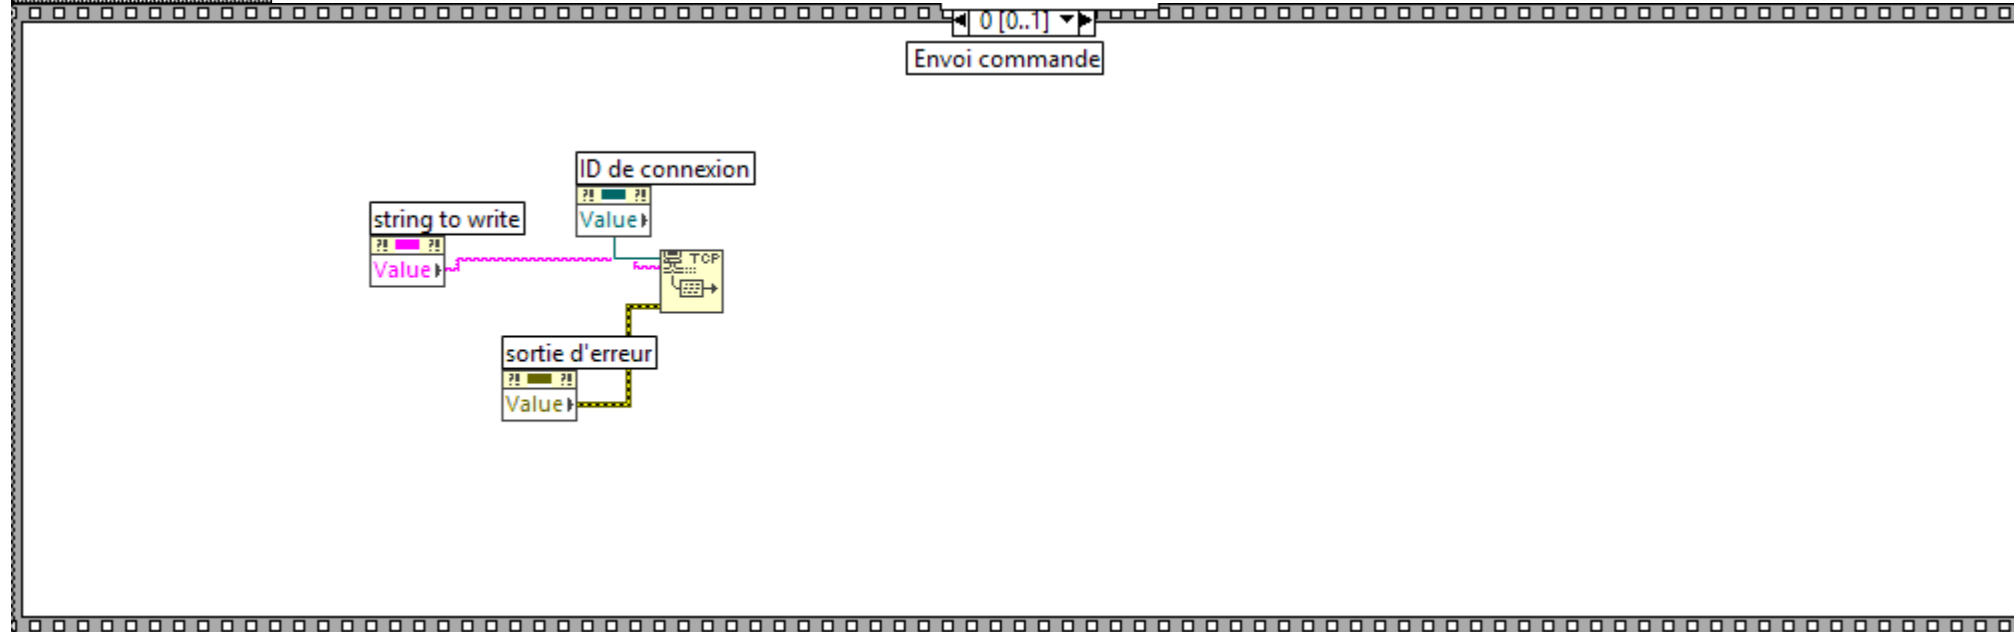 0 [0..1]
Envoi commande
ID de connexion
?! ?!
Value
string to write
?! ?!
Value
TCP
sortie d'erreur
?! ?!
Value